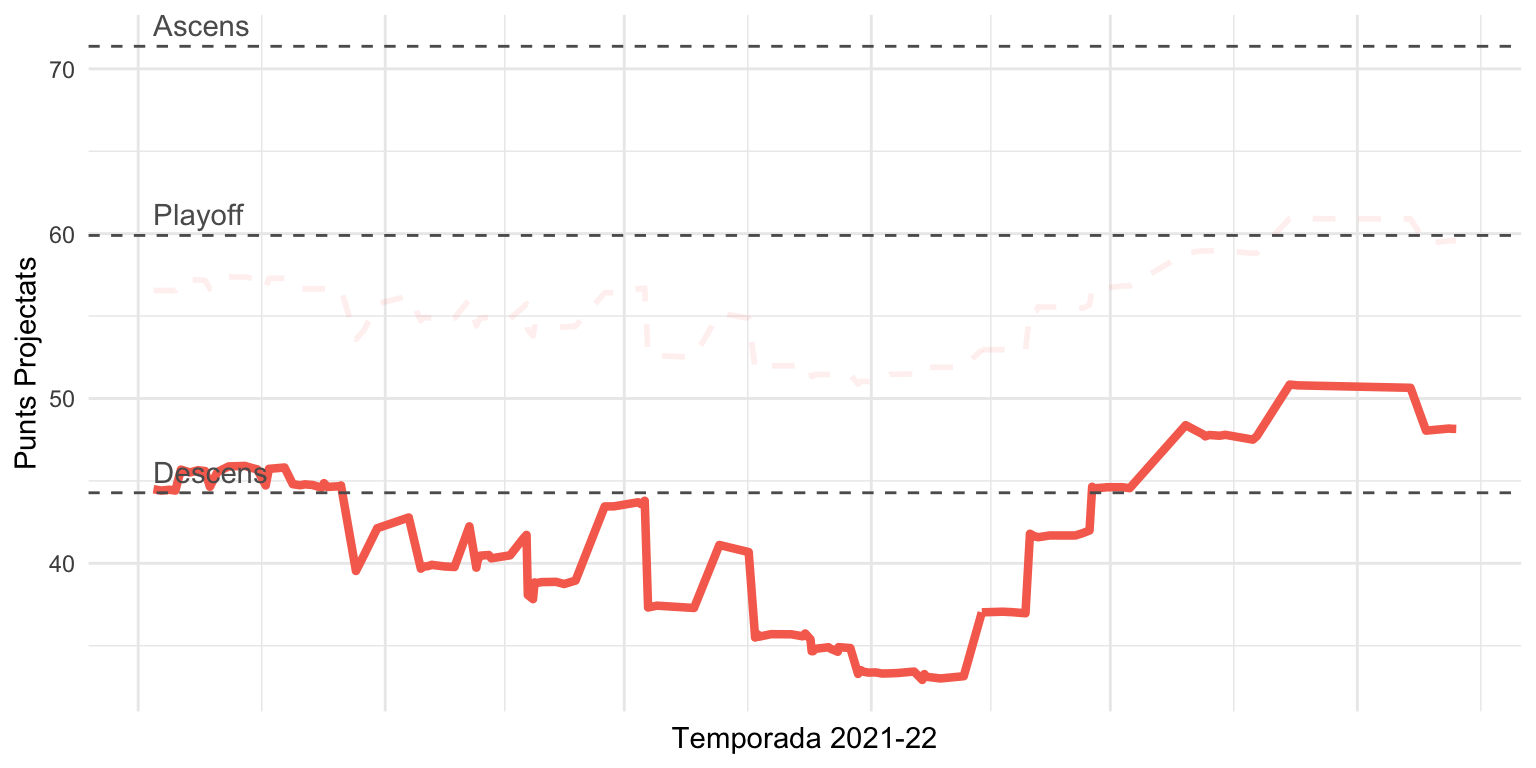 Ascens
70
Playoff
60
50
Descens
40
Punts Projectats
Temporada 2021-22